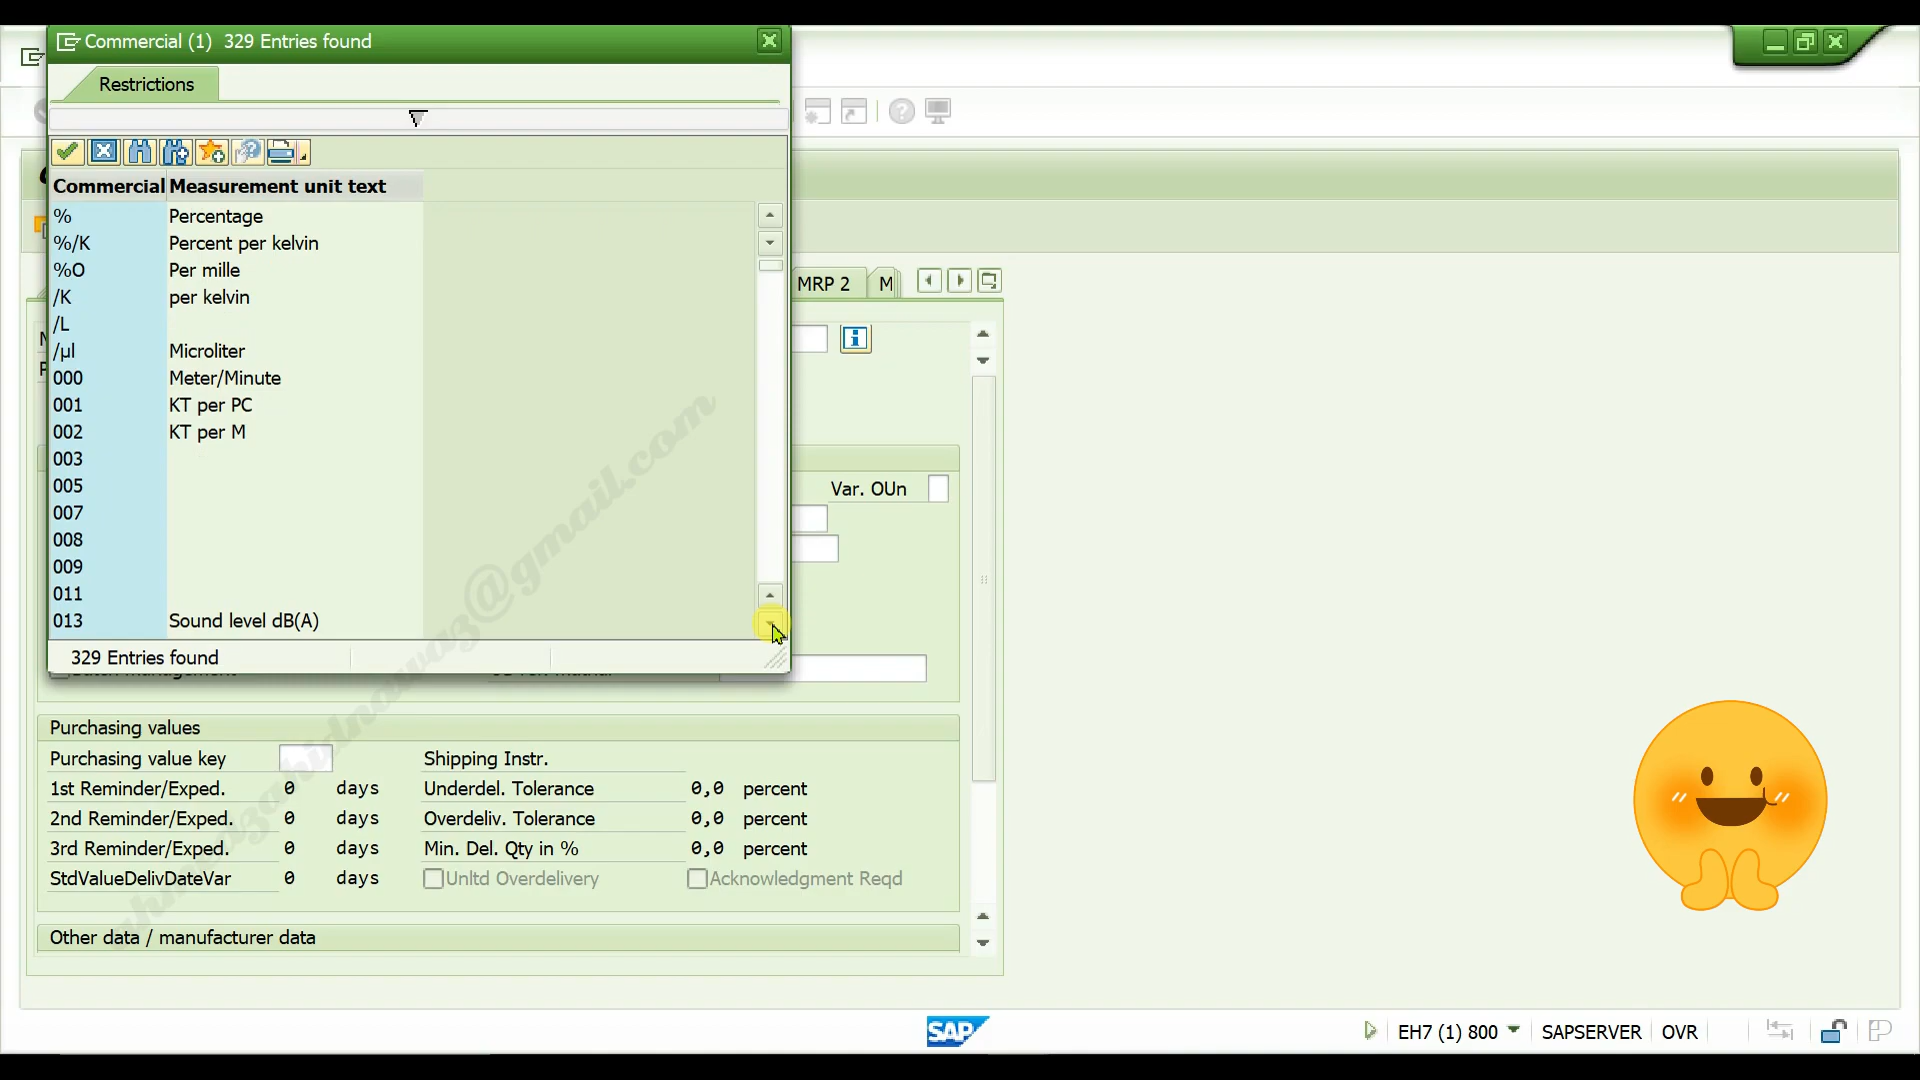 Commercial (1) 329 Entries found
Restrictions
Commercial Measurement unit text
% Percentage
%/K Percent per kelvin
%O Per mille
/K per kelvin
/L
/µl Microliter
000 Meter/Minute
001 KT per PC
002 KT per M
003
005
007
008
009
011
013 Sound level dB(A)
329 Entries found
MRP 2
M
Var. OUn
Purchasing values
Purchasing value key
Shipping Instr.
1st Reminder/Exped. 0 days
Underdel. Tolerance 0,0 percent
2nd Reminder/Exped. 0 days
Overdeliv. Tolerance 0,0 percent
3rd Reminder/Exped. 0 days
Min. Del. Qty in % 0,0 percent
StdValueDelivDateVar 0 days
Unltd Overdelivery
Acknowledgment Reqd
Other data / manufacturer data
SAP
EH7 (1) 800
SAPSERVER
OVR